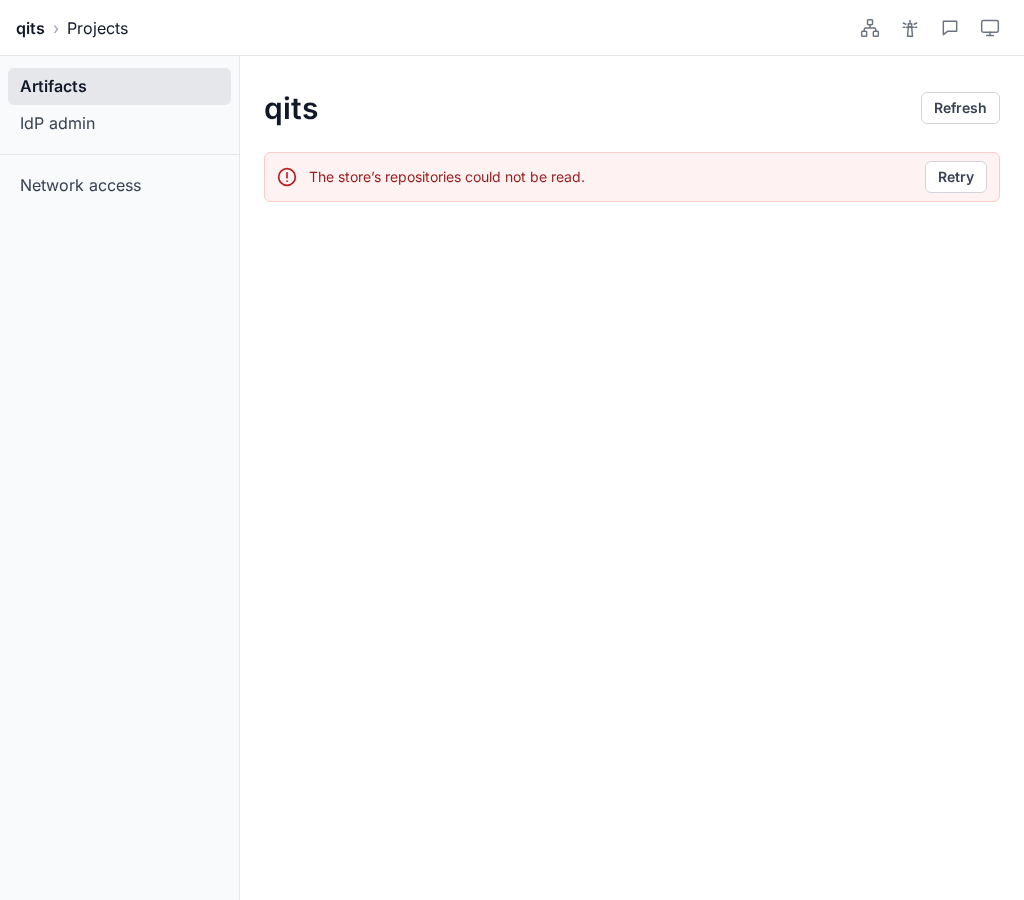 qits › Projects
Artifacts
IdP admin
Network access
qits
Refresh
The store’s repositories could not be read.
Retry